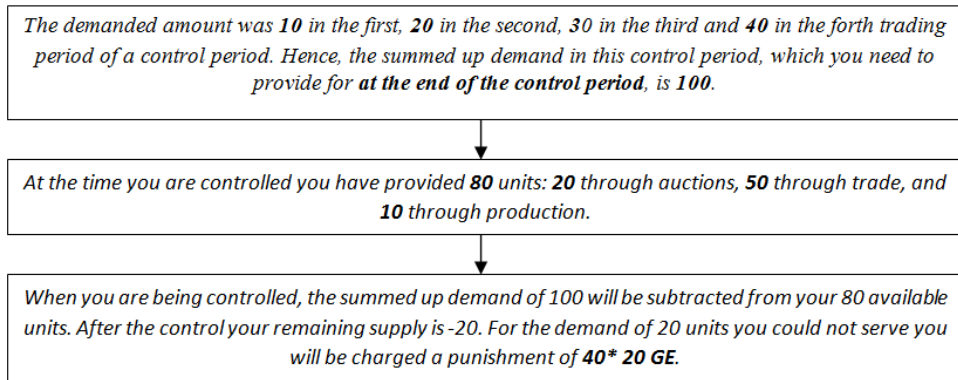 The demanded amount was 10 in the first, 20 in the second, 30 in the third and 40 in the forth trading
period of a control period. Hence, the summed up demand in this control period, which you need to
provide for at the end of the control period, is 100.
At the time you are controlled you have provided 80 units: 20 through auctions, 50 through trade, and
10 through production.
When you are being controlled, the summed up demand of 100 will be subtracted from your 80 available
units. After the control your remaining supply is -20. For the demand of 20 units you could not serve you
will be charged a punishment of 40* 20 GE.